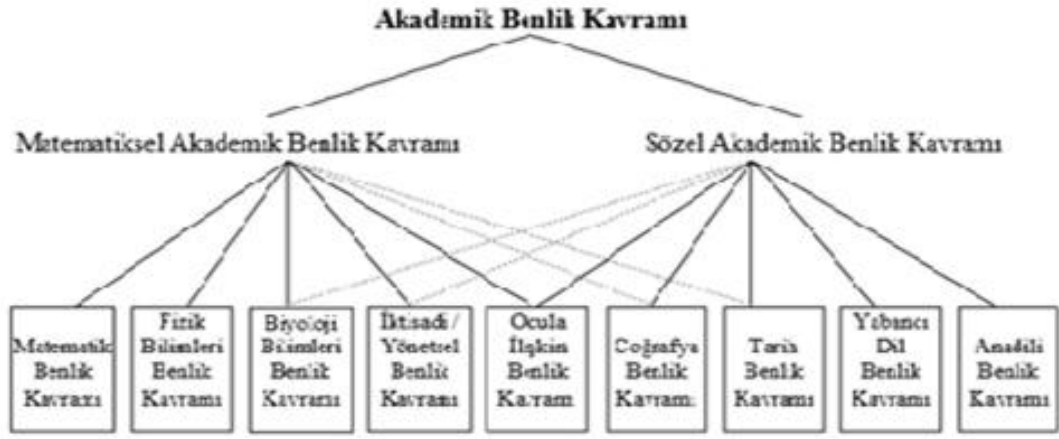 Akademik Benlik Kavramı
Matematiksel Akademik Benlik Kavramı
Sözel Akademik Benlik Kavramı
Matematik
Benlik
Kavramı
Fizik
Bilimleri
Benlik
Kavramı
Biyoloji
Bilimleri
Benlik
Kavramı
İktisadi /
Yönetsel
Benlik
Kavramı
Ocula
İlişkin
Benlik
Kavram
Coğrafya
Benlik
Kavramı
Tarih
Benlik
Kavramı
Yabancı
Dil
Benlik
Kavramı
Anadili
Benlik
Kavramı